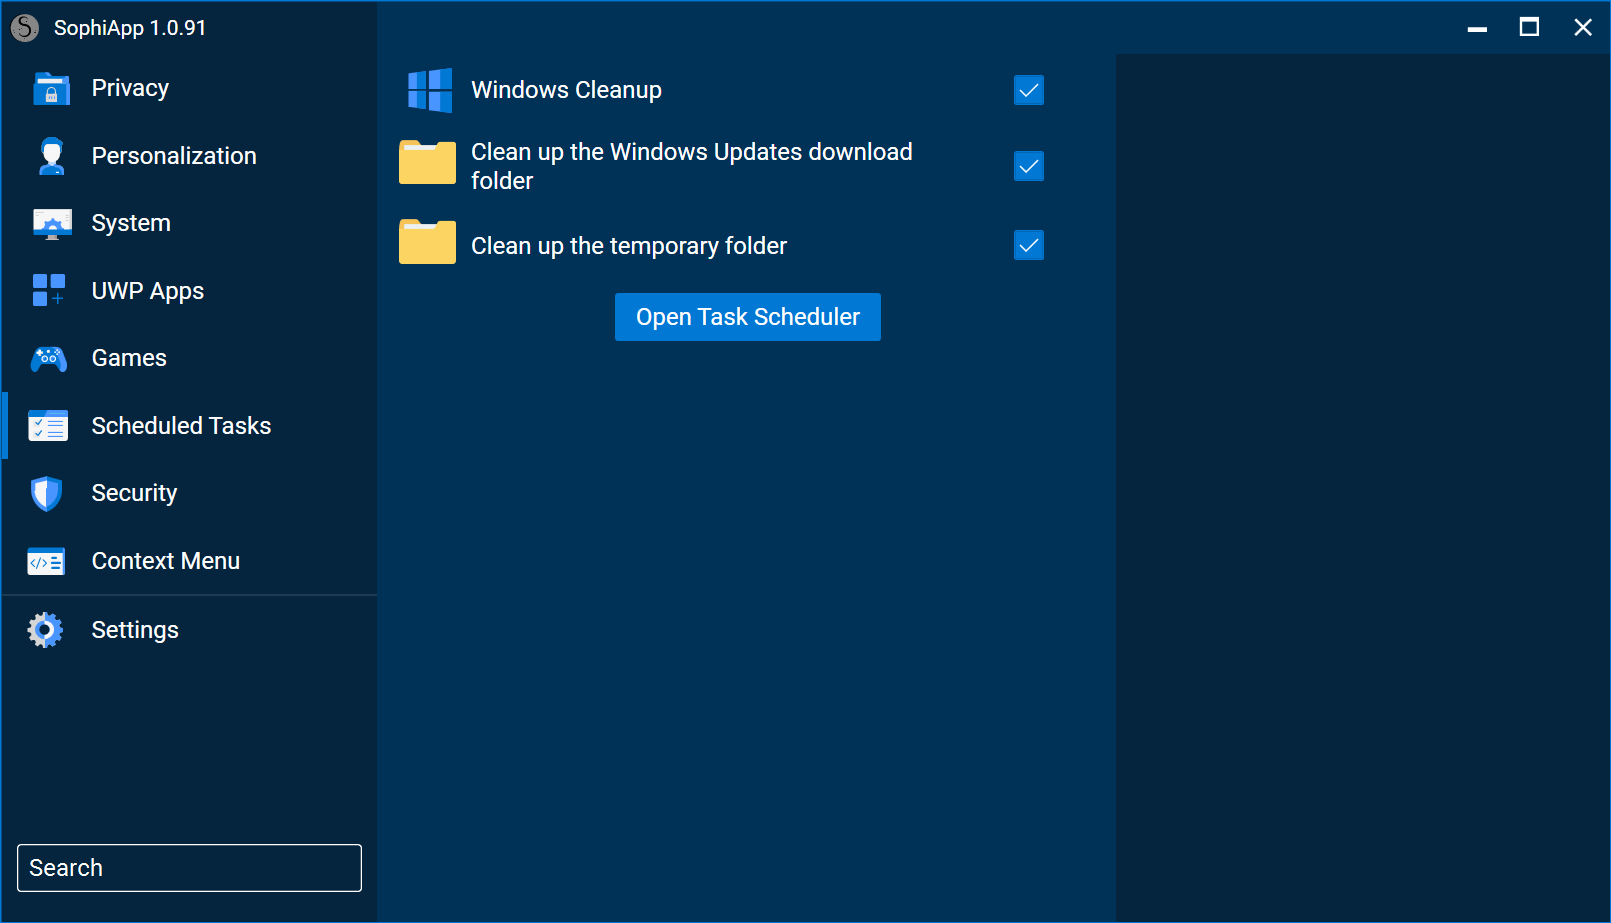 SophiApp 1.0.91
Privacy
Personalization
System
UWP Apps
Games
Scheduled Tasks
Security
Context Menu
Settings
Search
Windows Cleanup
Clean up the Windows Updates download
folder
Clean up the temporary folder
Open Task Scheduler